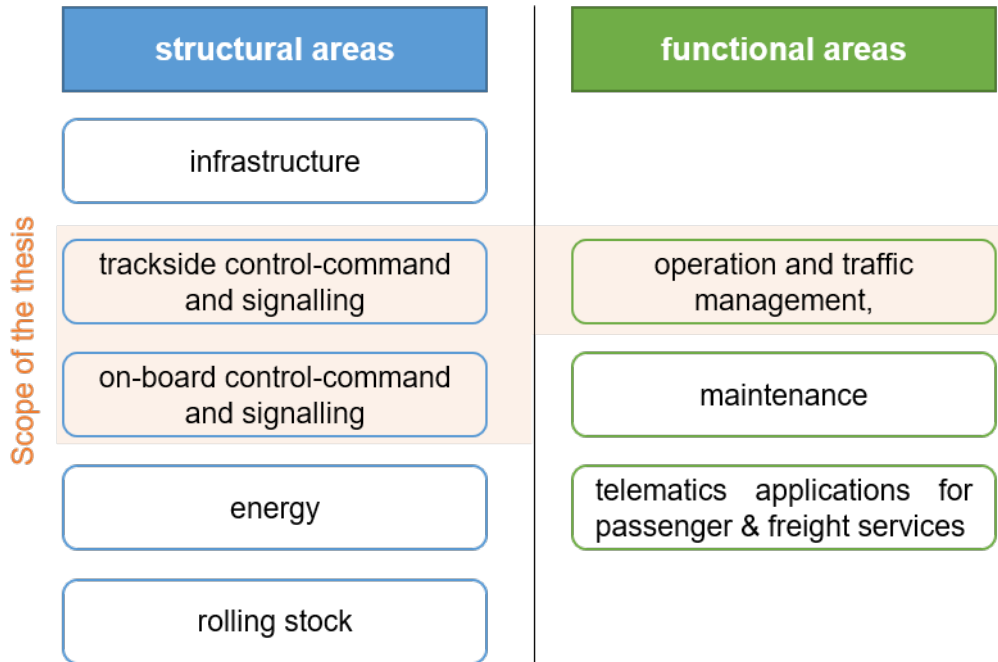 structural areas
functional areas
infrastructure
Scope of the thesis
trackside control-command
and signalling
operation and traffic
management,
on-board control-command
and signalling
maintenance
energy
telematics applications for
passenger & freight services
rolling stock